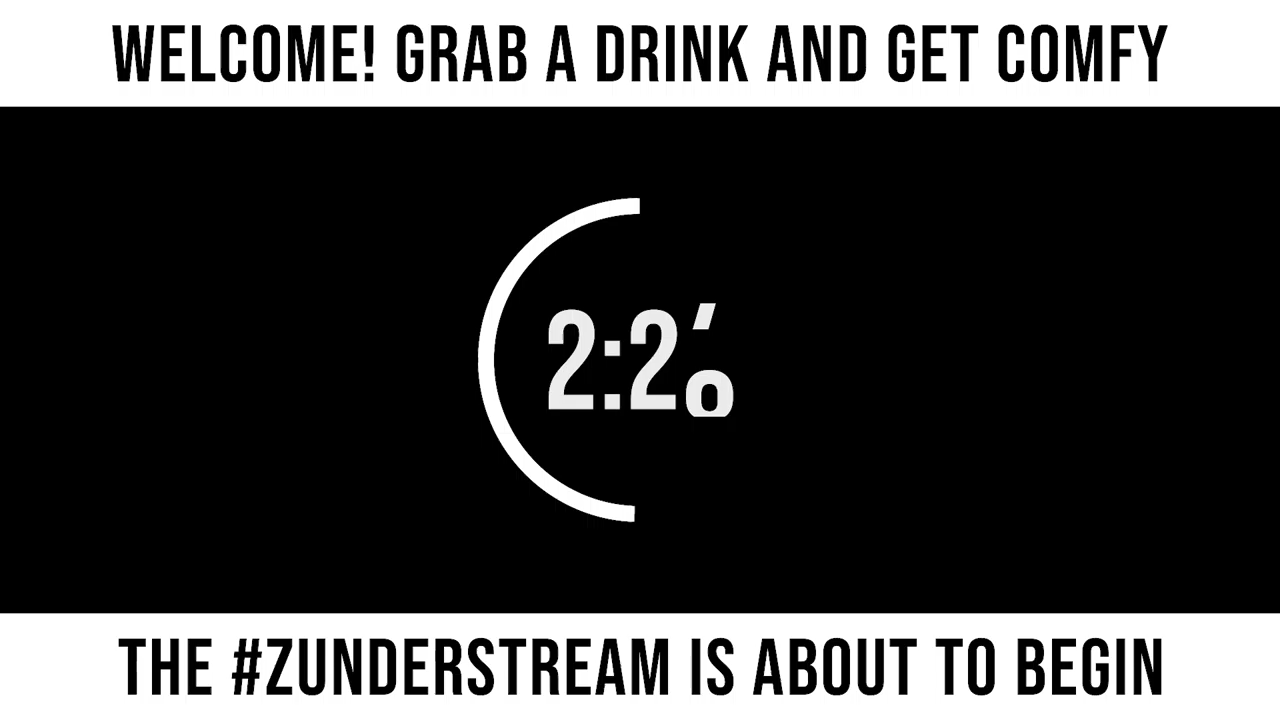 WELCOME! GRAB A DRINK AND GET COMFY
2:2
THE #ZUNDERSTREAM IS ABOUT TO BEGIN